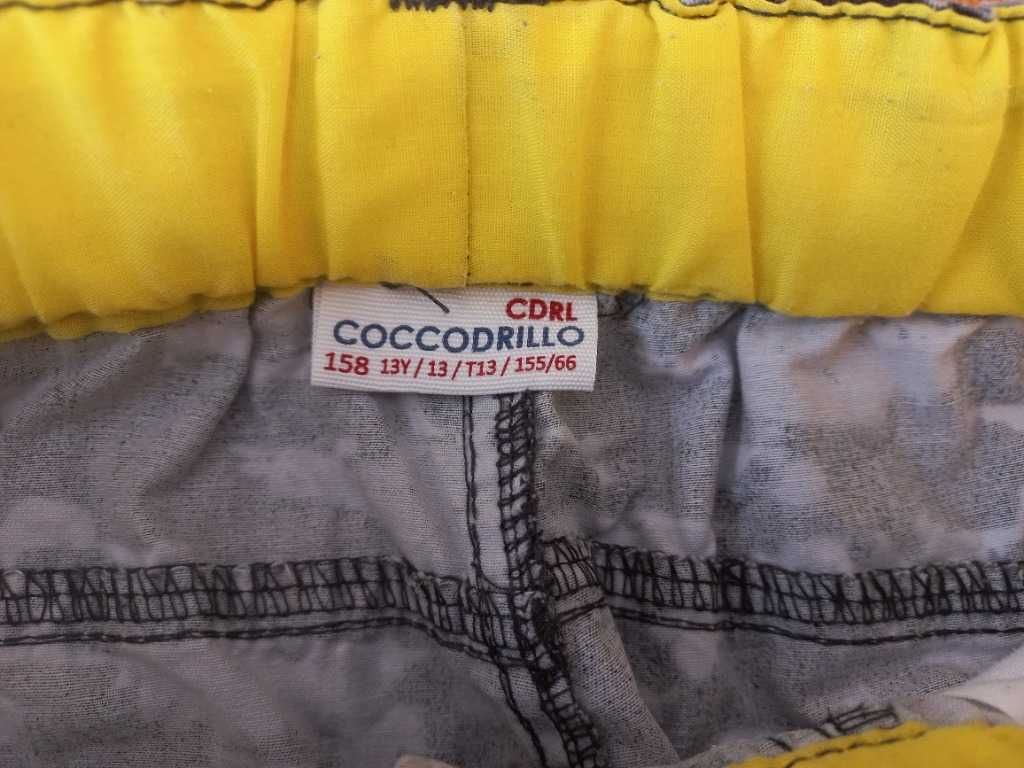 CDRL
COCCODRILLO
158 13Y / 13 / T13 / 155/66